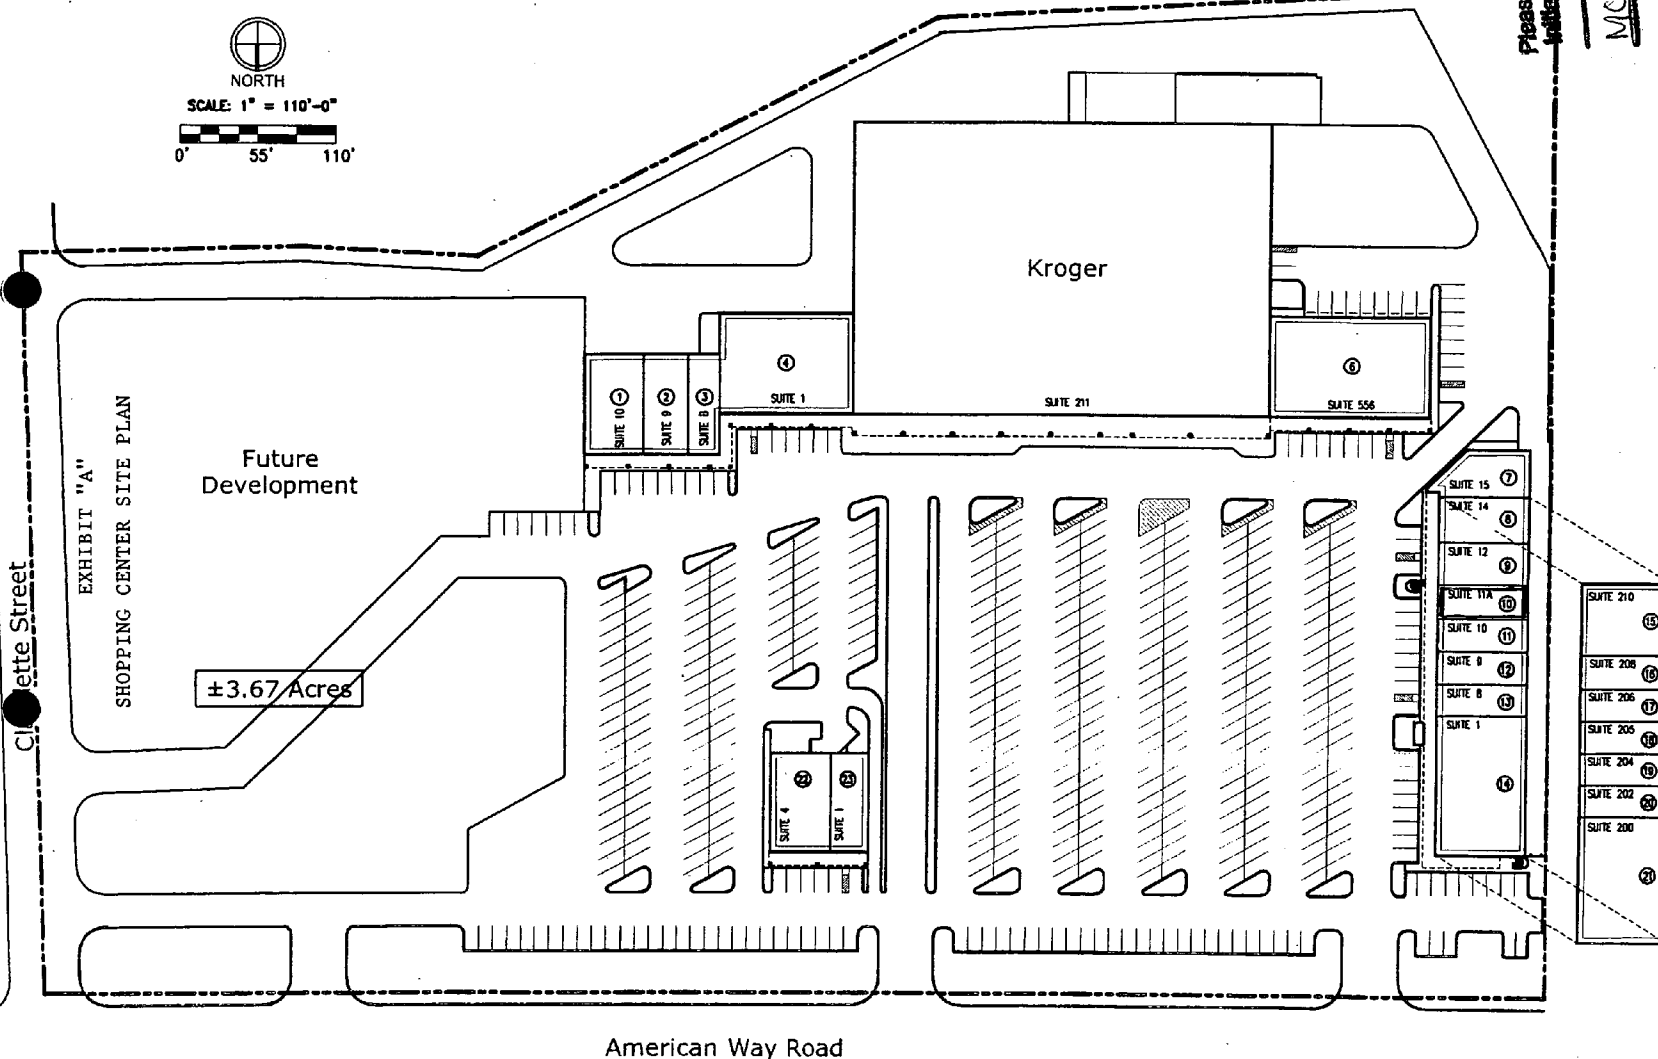 NORTH
SCALE: 1" = 110'-0"
0' 55' 110'
Kroger
SUITE 211
EXHIBIT "A"
SHOPPING CENTER SITE PLAN
Future
Development
±3.67 Acres
1
SUITE 10
2
SUITE 9
3
SUITE 8
4
SUITE 1
6
SUITE 556
SUITE 15 7
SUITE 14
8
SUITE 12
9
SUITE 11A
10
SUITE 10
11
SUITE 9
12
SUITE 8
13
SUITE 1
14
SUITE 210
15
SUITE 208
16
SUITE 206
17
SUITE 205
18
SUITE 204
19
SUITE 202
20
SUITE 200
21
22
SUITE 4
23
SUITE 1
ette Street
American Way Road